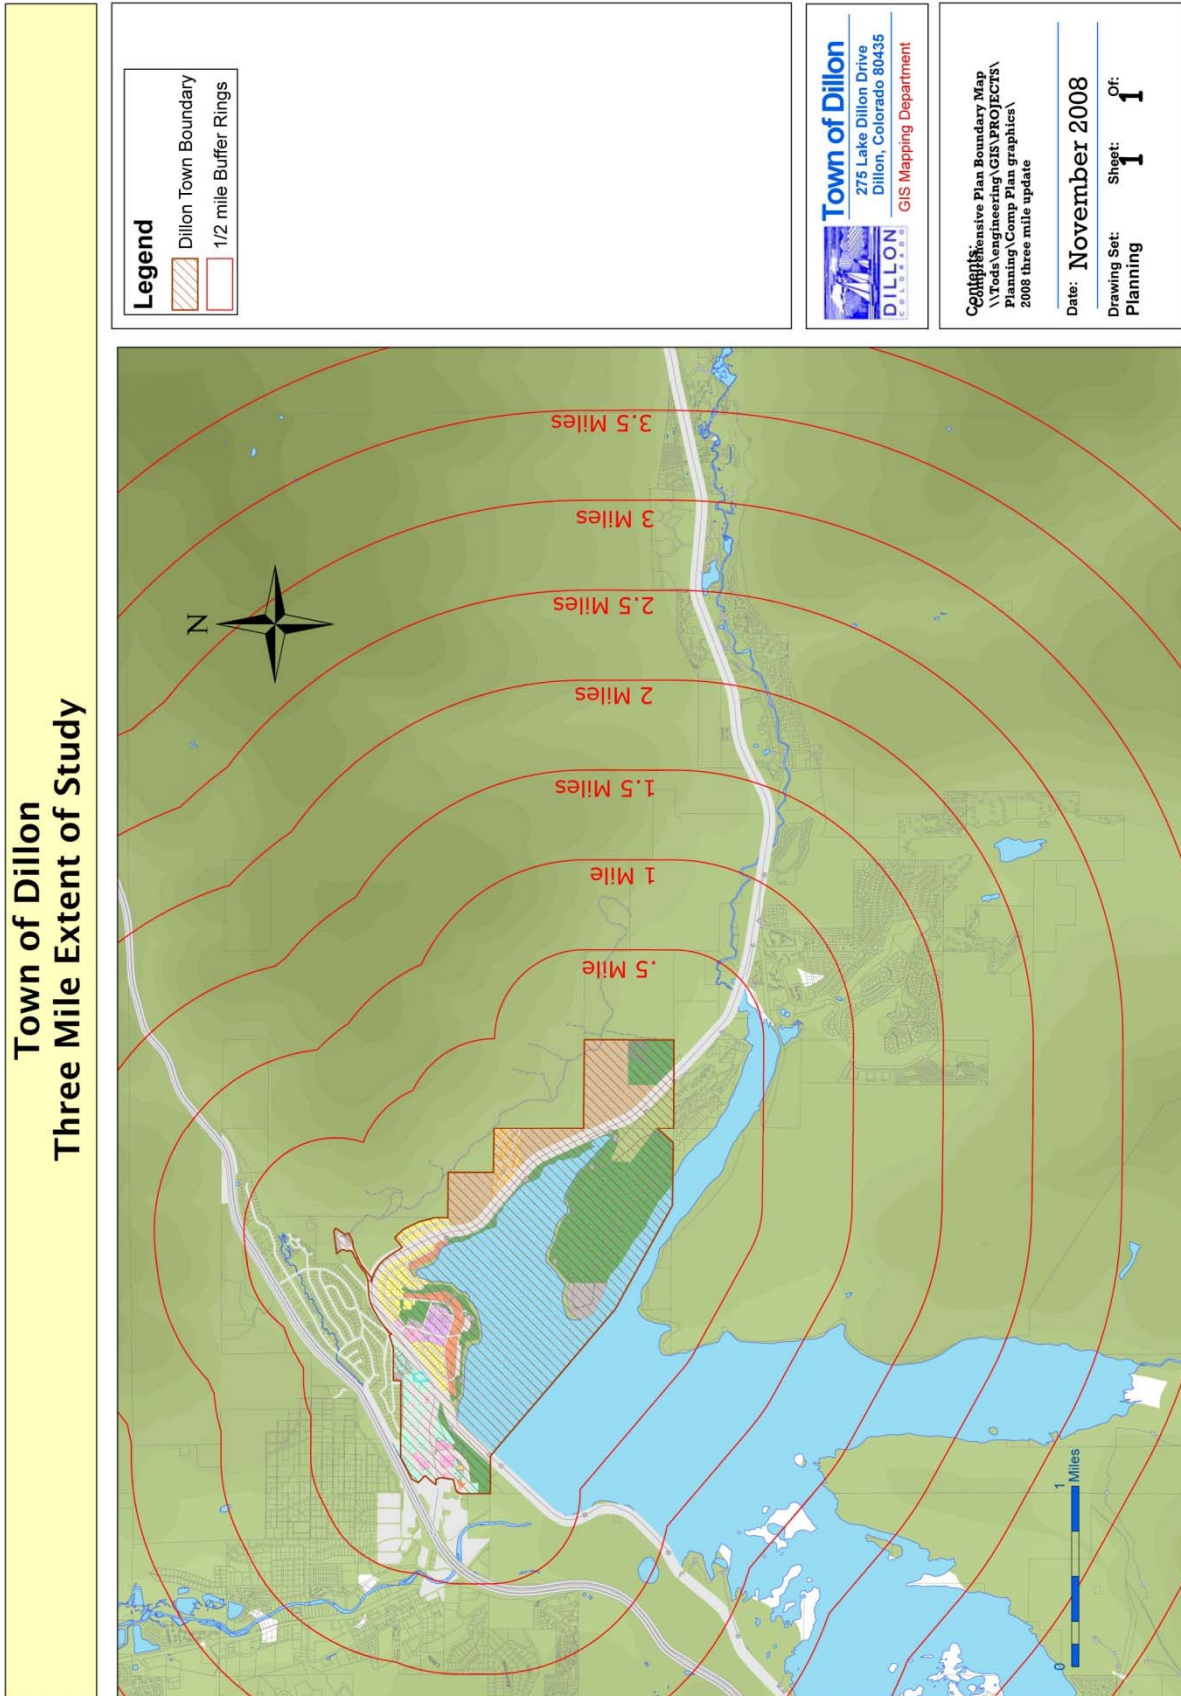 Town of Dillon
Three Mile Extent of Study
Legend
Dillon Town Boundary
1/2 mile Buffer Rings
N
3.5 Miles
3 Miles
2.5 Miles
2 Miles
1.5 Miles
1 Mile
.5 Mile
0
1
Miles
DILLON
COLORADO
Town of Dillon
275 Lake Dillon Drive
Dillon, Colorado 80435
GIS Mapping Department
Contents:
Comprehensive Plan Boundary Map
\\Tods\engineering\GIS\PROJECTS\
Planning\Comp Plan graphics\
2008 three mile update
Date: November 2008
Drawing Set: Sheet: Of:
Planning 1 1